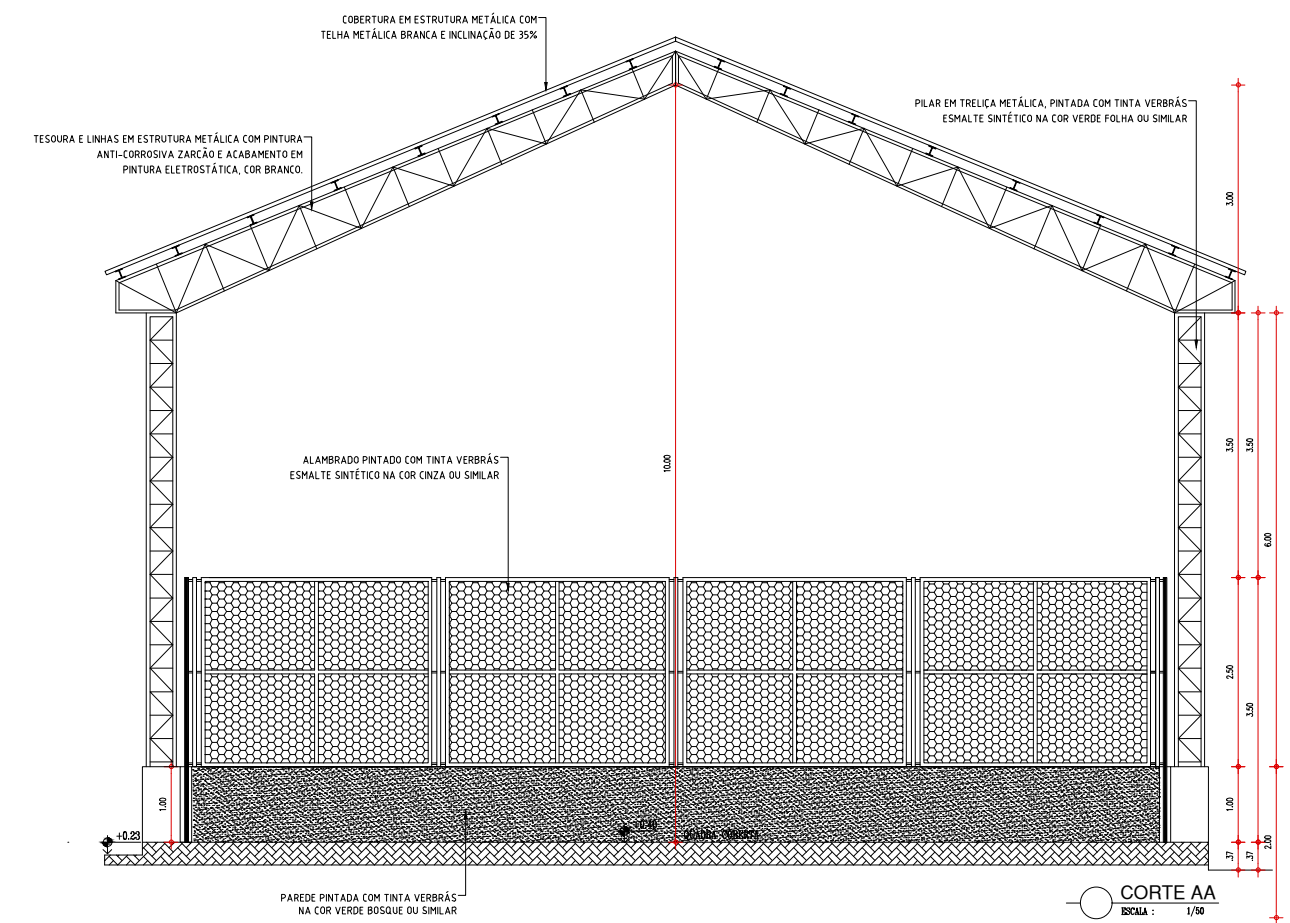 COBERTURA EM ESTRUTURA METÁLICA COM
TELHA METÁLICA BRANCA E INCLINAÇÃO DE 35%
PILAR EM TRELIÇA METÁLICA, PINTADA COM TINTA VERBRÁS
ESMALTE SINTÉTICO NA COR VERDE FOLHA OU SIMILAR
TESOURA E LINHAS EM ESTRUTURA METÁLICA COM PINTURA
ANTI-CORROSIVA ZARCÃO E ACABAMENTO EM
PINTURA ELETROSTÁTICA, COR BRANCO.
3.00
ALAMBRADO PINTADO COM TINTA VERBRÁS
ESMALTE SINTÉTICO NA COR CINZA OU SIMILAR
10.00
3.50
3.50
6.00
2.50
3.50
1.00
1.00
+0.23
+0.40
QUADRA COBERTA
2.00
.37
.37
PAREDE PINTADA COM TINTA VERBRÁS
NA COR VERDE BOSQUE OU SIMILAR
CORTE AA
ESCALA : 1/50